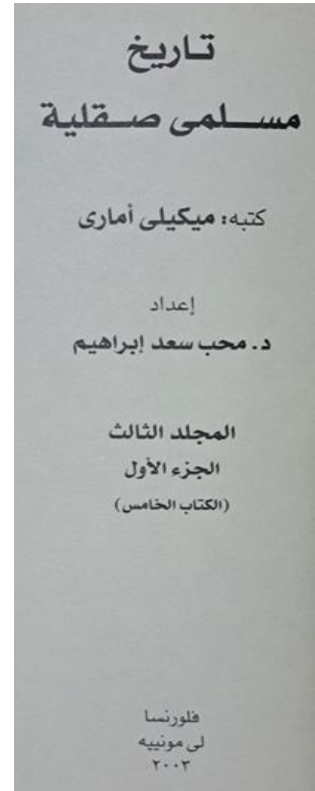 تاريخ
مسلمى صقلية
كتبه: ميكيلى أمارى
إعداد
د. محب سعد إبراهيم
المجلد الثالث
الجزء الأول
(الكتاب الخامس)
فلورنسا
لى مونييه
٢٠٠٣